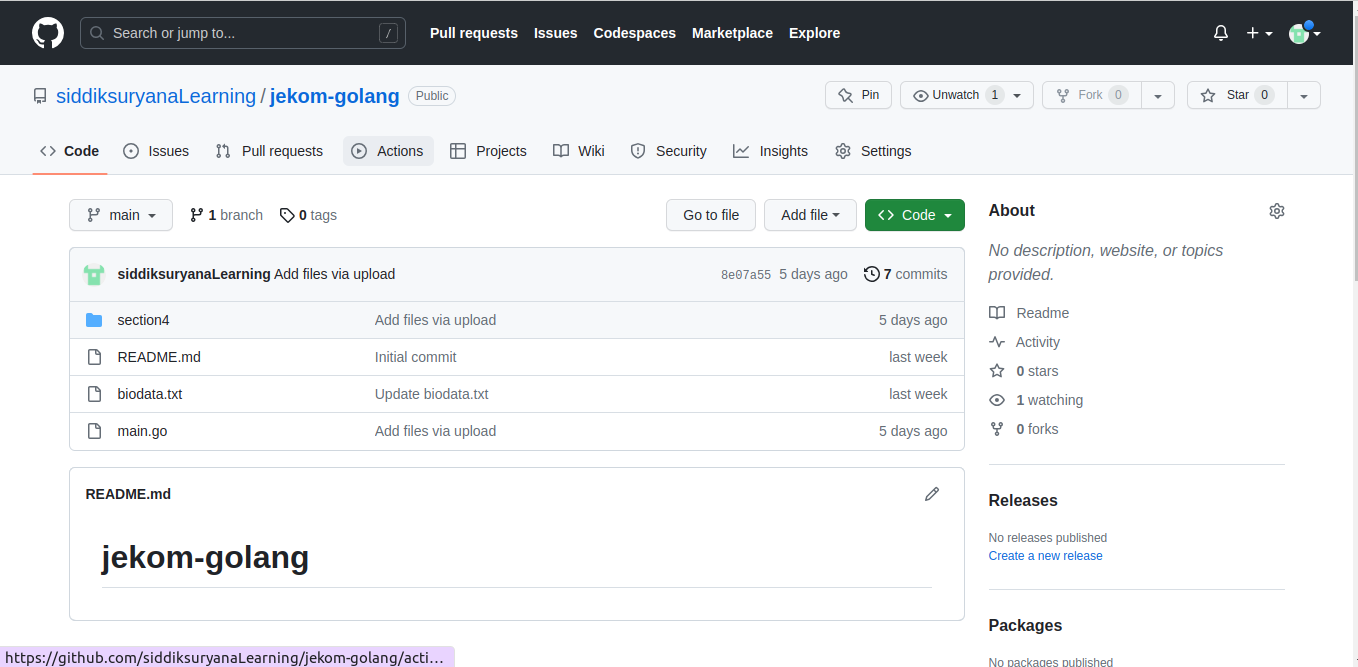 Search or jump to... / Pull requests Issues Codespaces Marketplace Explore
siddiksuryanaLearning / jekom-golang Public Pin Unwatch 1 Fork 0 Star 0
Code Issues Pull requests Actions Projects Wiki Security Insights Settings
main 1 branch 0 tags Go to file Add file Code
siddiksuryanaLearning Add files via upload 8e07a55 5 days ago 7 commits
section4 Add files via upload 5 days ago
README.md Initial commit last week
biodata.txt Update biodata.txt last week
main.go Add files via upload 5 days ago
README.md
jekom-golang
About
No description, website, or topics
provided.
Readme
Activity
0 stars
1 watching
0 forks
Releases
No releases published
Create a new release
Packages
No packages published
https://github.com/siddiksuryanaLearning/jekom-golang/acti...